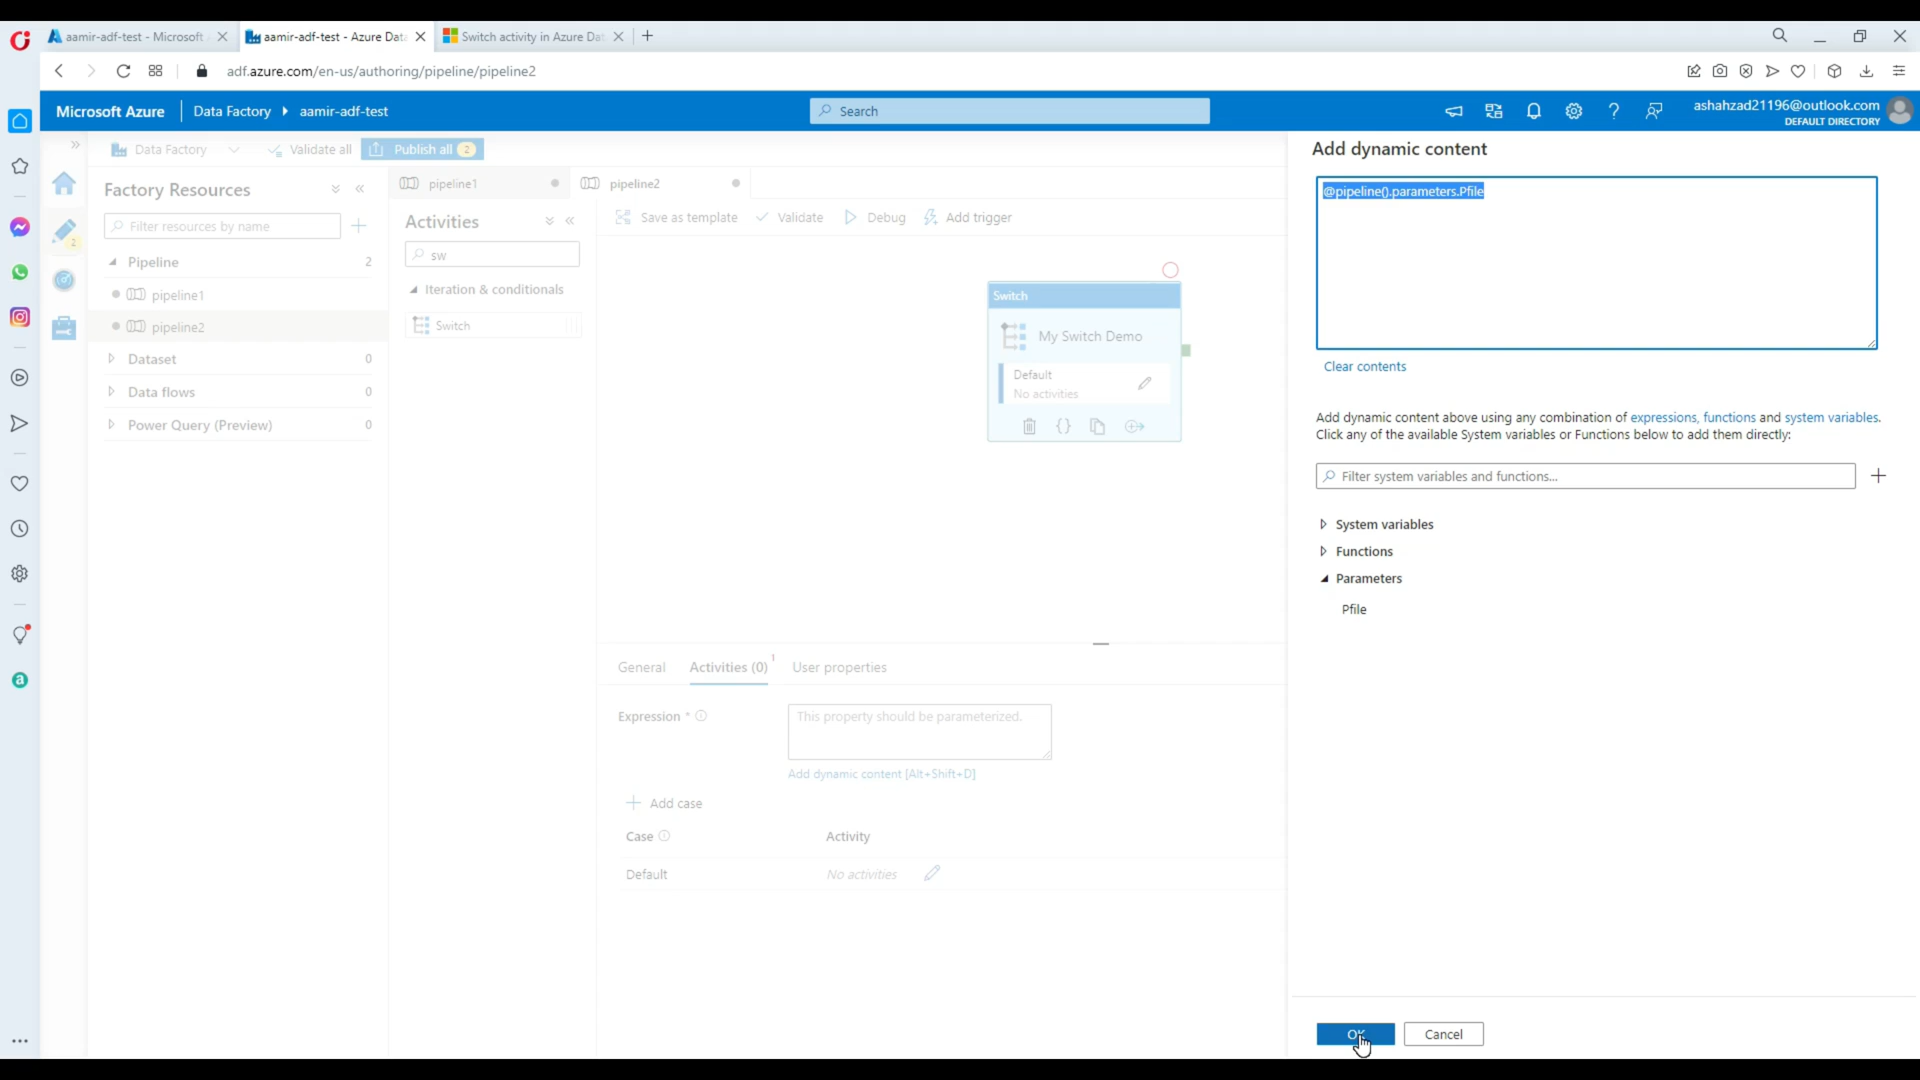 aamir-adf-test - Microsoft
aamir-adf-test - Azure Data
Switch activity in Azure Dat
adf.azure.com/en-us/authoring/pipeline/pipeline2
Microsoft Azure
Data Factory
aamir-adf-test
Search
ashahzad21196@outlook.com
DEFAULT DIRECTORY
Data Factory
Validate all
Publish all 2
Factory Resources
Filter resources by name
2
Pipeline 2
pipeline1
pipeline2
Dataset 0
Data flows 0
Power Query (Preview) 0
pipeline1
pipeline2
Activities
sw
Iteration & conditionals
Switch
Save as template
Validate
Debug
Add trigger
Switch
My Switch Demo
Default
No activities
General
Activities (0) 1
User properties
Expression *
This property should be parameterized.
Add dynamic content [Alt+Shift+D]
Add case
Case
Activity
Default
No activities
Add dynamic content
@pipeline().parameters.Pfile
Clear contents
Add dynamic content above using any combination of expressions, functions and system variables.
Click any of the available System variables or Functions below to add them directly:
Filter system variables and functions...
System variables
Functions
Parameters
Pfile
OK
Cancel